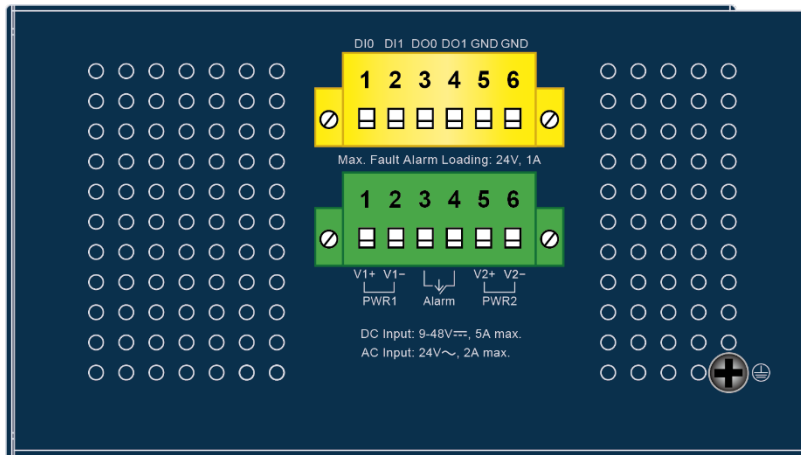 DI0 DI1 DO0 DO1 GND GND
1 2 3 4 5 6
Max. Fault Alarm Loading: 24V, 1A
1 2 3 4 5 6
V1+ V1− V2+ V2−
PWR1 Alarm PWR2
DC Input: 9-48V⎓, 5A max.
AC Input: 24V～, 2A max.